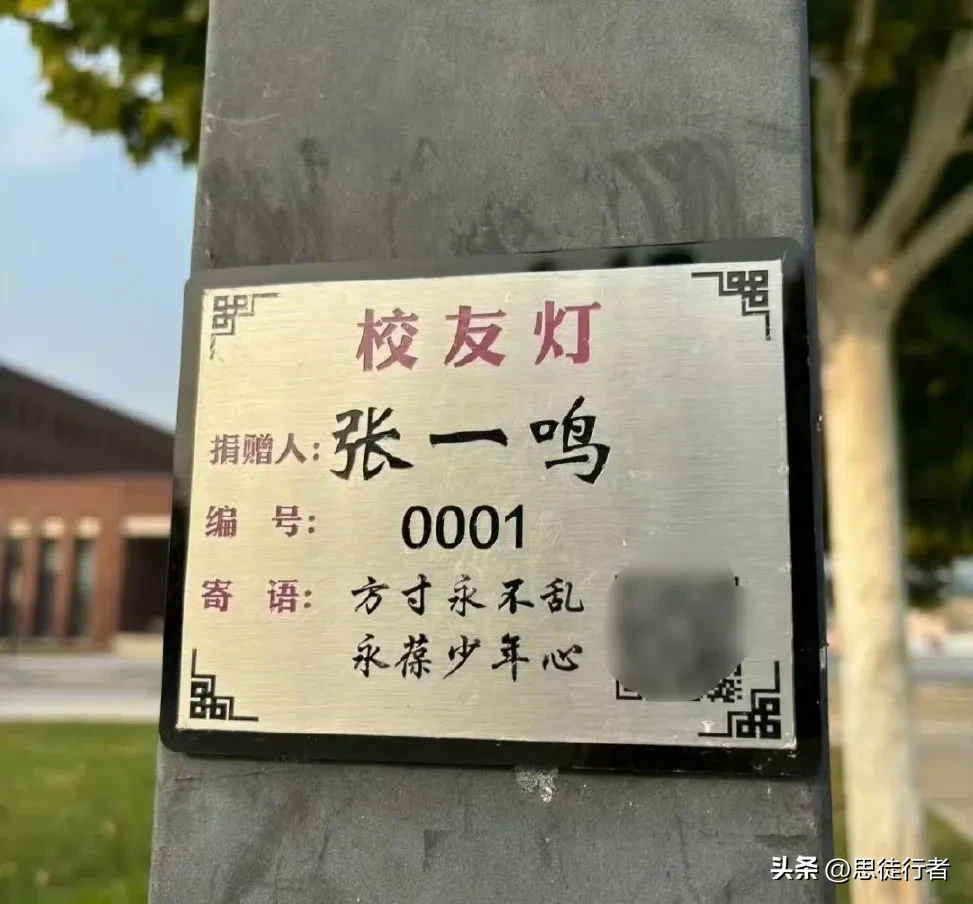 校友灯
捐赠人：张一鸣
编 号：0001
寄 语：方寸永不乱
永葆少年心
头条 @思徒行者